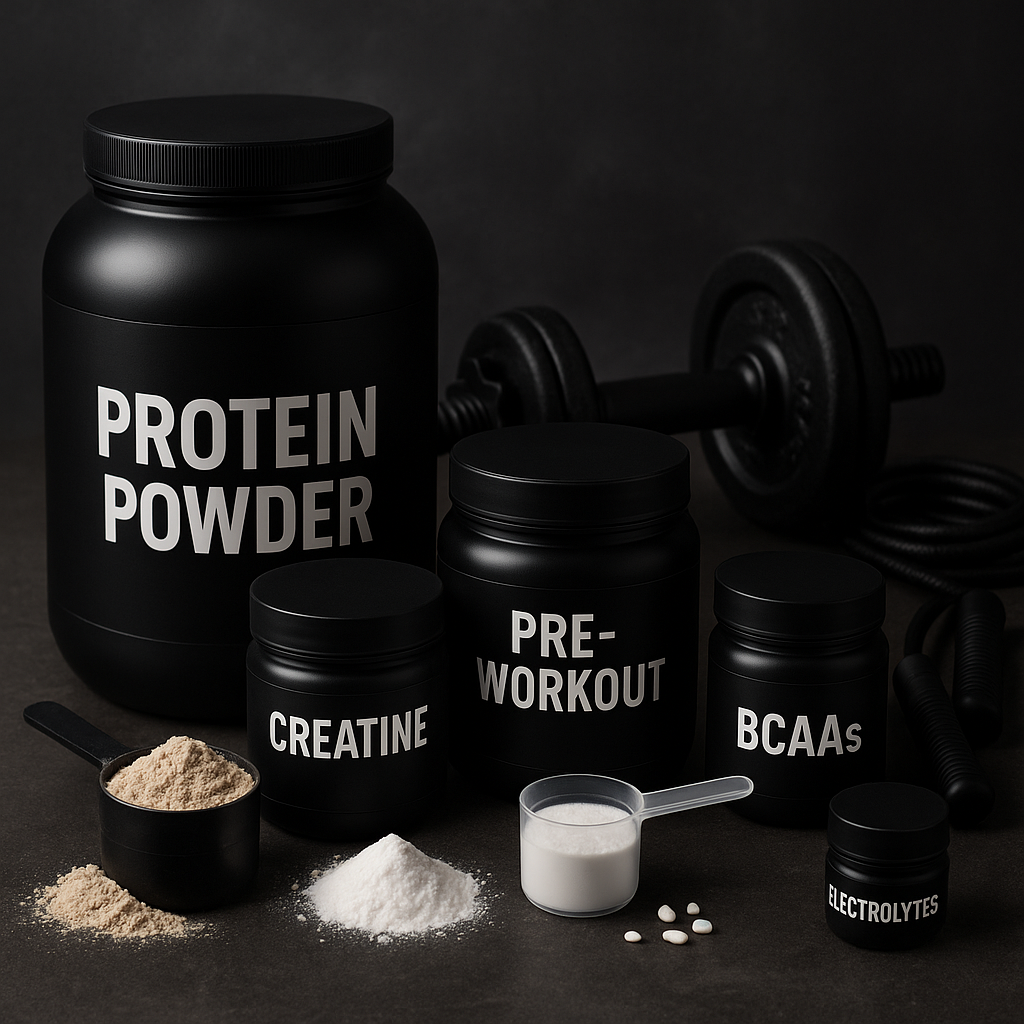 PROTEIN
POWDER
CREATINE
PRE-
WORKOUT
BCAAs
ELECTROLYTES